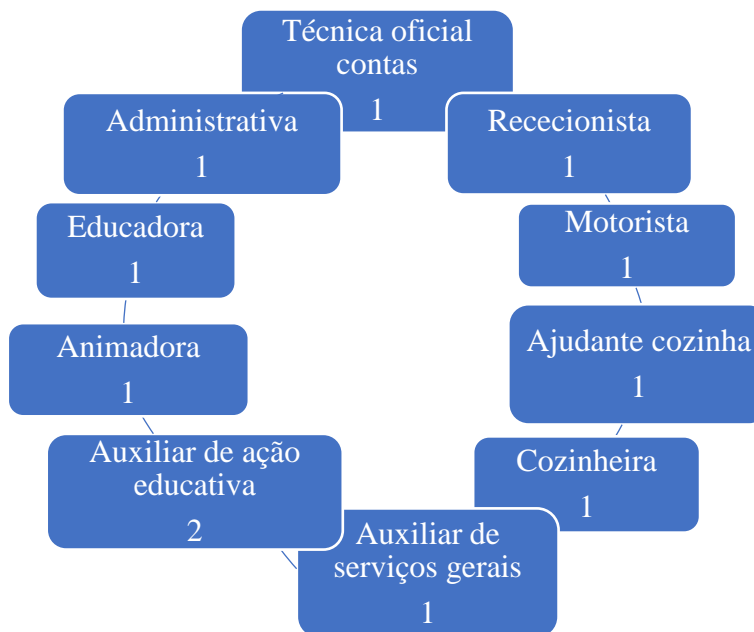 Técnica oficial
contas
1
Rececionista
1
Motorista
1
Ajudante cozinha
1
Cozinheira
1
Auxiliar de
serviços gerais
1
Auxiliar de ação
educativa
2
Animadora
1
Educadora
1
Administrativa
1